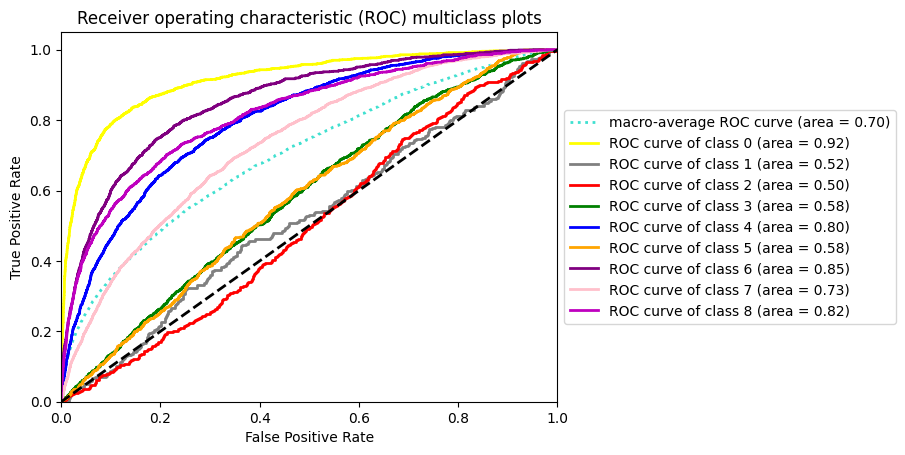 Receiver operating characteristic (ROC) multiclass plots
1.0
0.8
0.6
0.4
0.2
0.0
True Positive Rate
0.0
0.2
0.4
0.6
0.8
1.0
False Positive Rate
macro-average ROC curve (area = 0.70)
ROC curve of class 0 (area = 0.92)
ROC curve of class 1 (area = 0.52)
ROC curve of class 2 (area = 0.50)
ROC curve of class 3 (area = 0.58)
ROC curve of class 4 (area = 0.80)
ROC curve of class 5 (area = 0.58)
ROC curve of class 6 (area = 0.85)
ROC curve of class 7 (area = 0.73)
ROC curve of class 8 (area = 0.82)